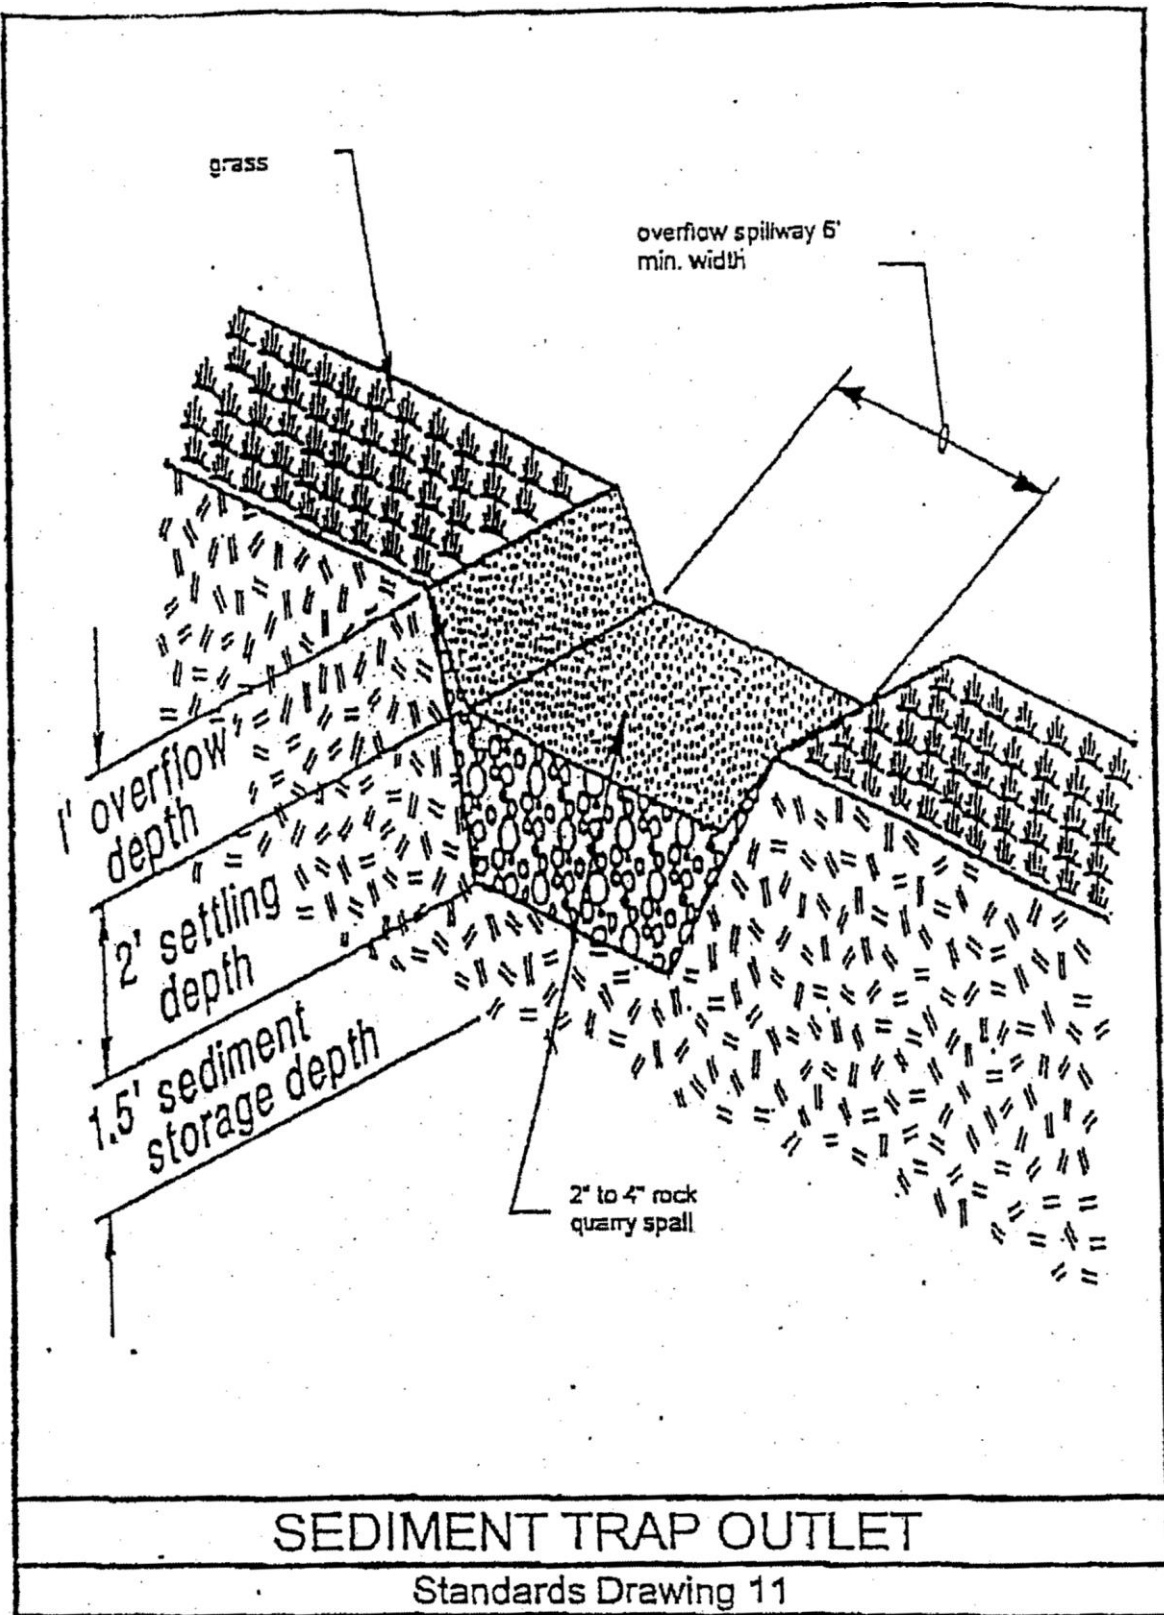 grass
overflow spillway 6'
min. width
1' overflow
depth
2' settling
depth
1.5' sediment
storage depth
2" to 4" rock
quarry spall
SEDIMENT TRAP OUTLET
Standards Drawing 11